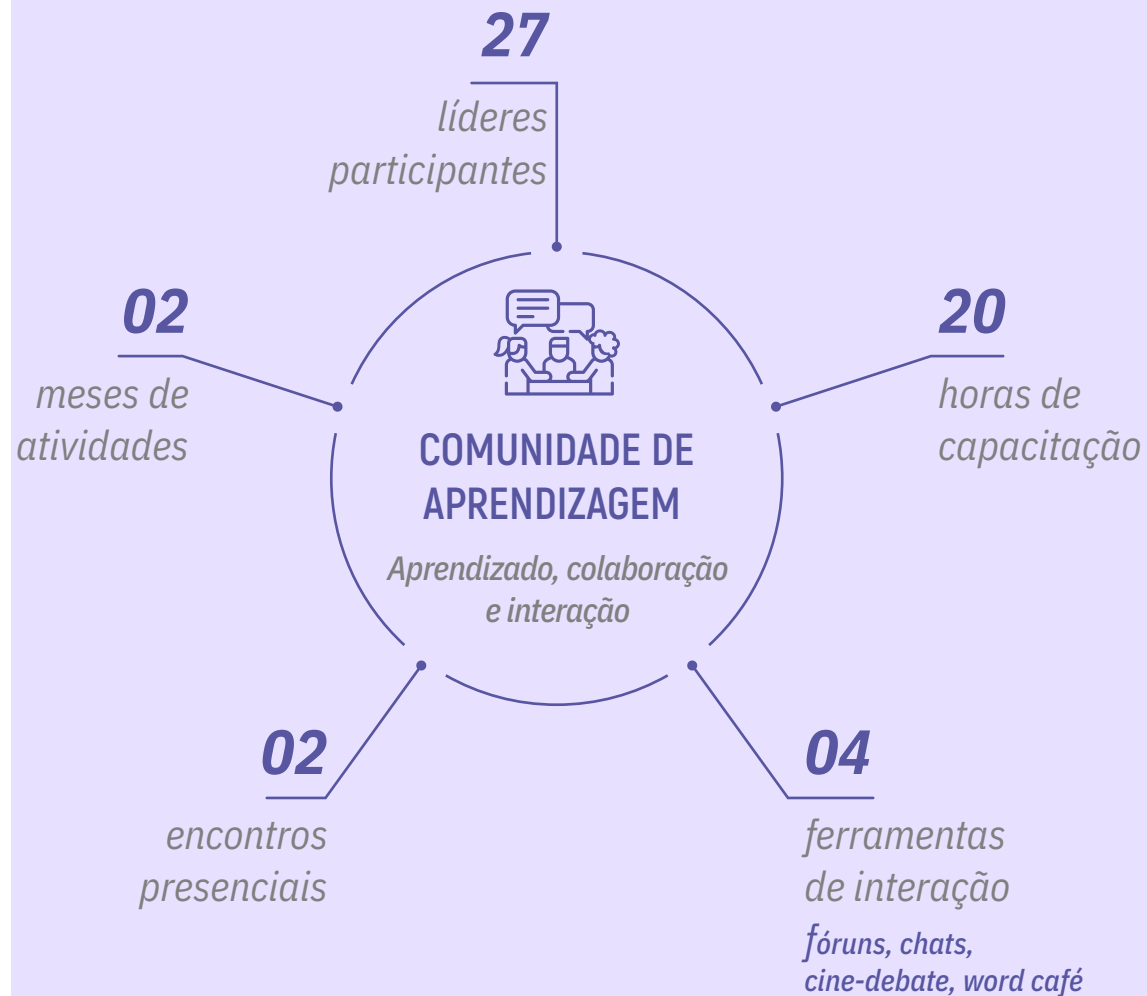 27
líderes
participantes
02
meses de
atividades
20
horas de
capacitação
COMUNIDADE DE
APRENDIZAGEM
Aprendizado, colaboração
e interação
02
encontros
presenciais
04
ferramentas
de interação
fóruns, chats,
cine-debate, word café